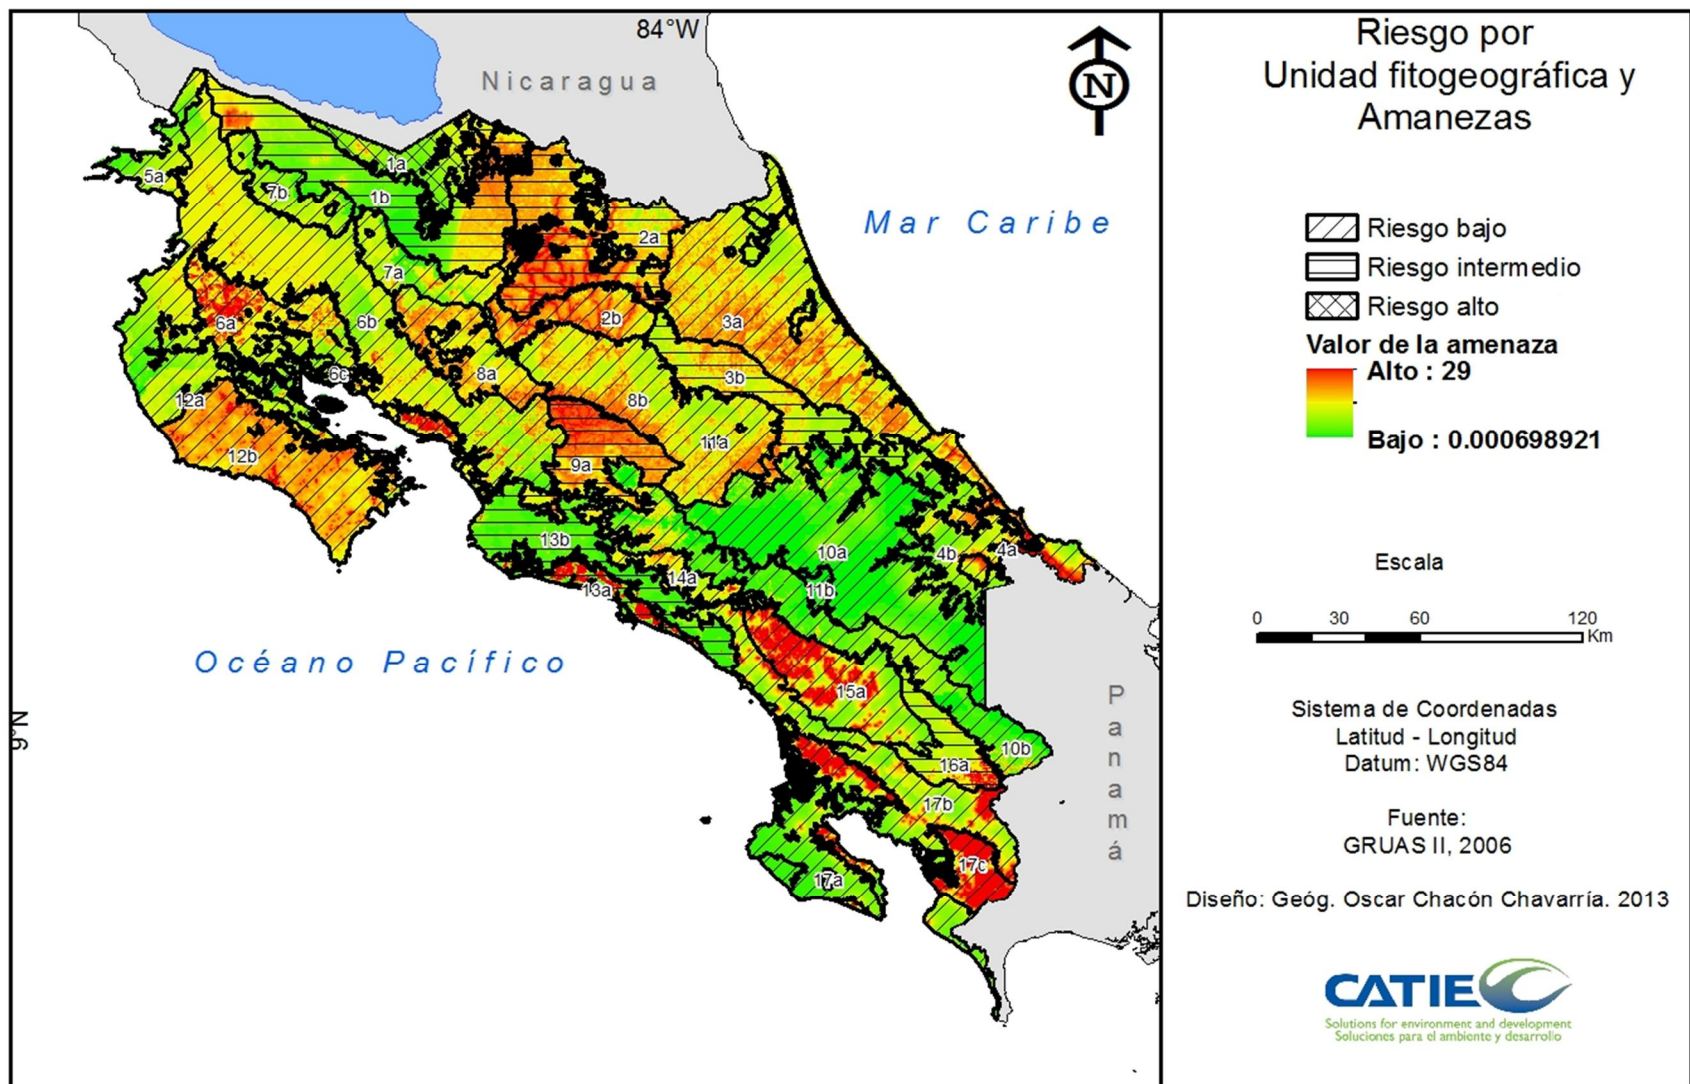 84°W
Nicaragua
Mar Caribe
Océano Pacífico
Panamá
9°N
1a
5a
7b
1b
2a
7a
6a
6b
2b
3a
6c
8a
3b
12a
8b
11a
12b
9a
13b
10a
4b
4a
14a
13a
11b
15a
10b
16a
17b
17c
17a
Riesgo por
Unidad fitogeográfica y
Amanezas
Riesgo bajo
Riesgo intermedio
Riesgo alto
Valor de la amenaza
Alto : 29
Bajo : 0.000698921
Escala
0 30 60 120
Km
Sistema de Coordenadas
Latitud - Longitud
Datum: WGS84
Fuente:
GRUAS II, 2006
Diseño: Geóg. Oscar Chacón Chavarría. 2013
CATIE
Solutions for environment and development
Soluciones para el ambiente y desarrollo
N